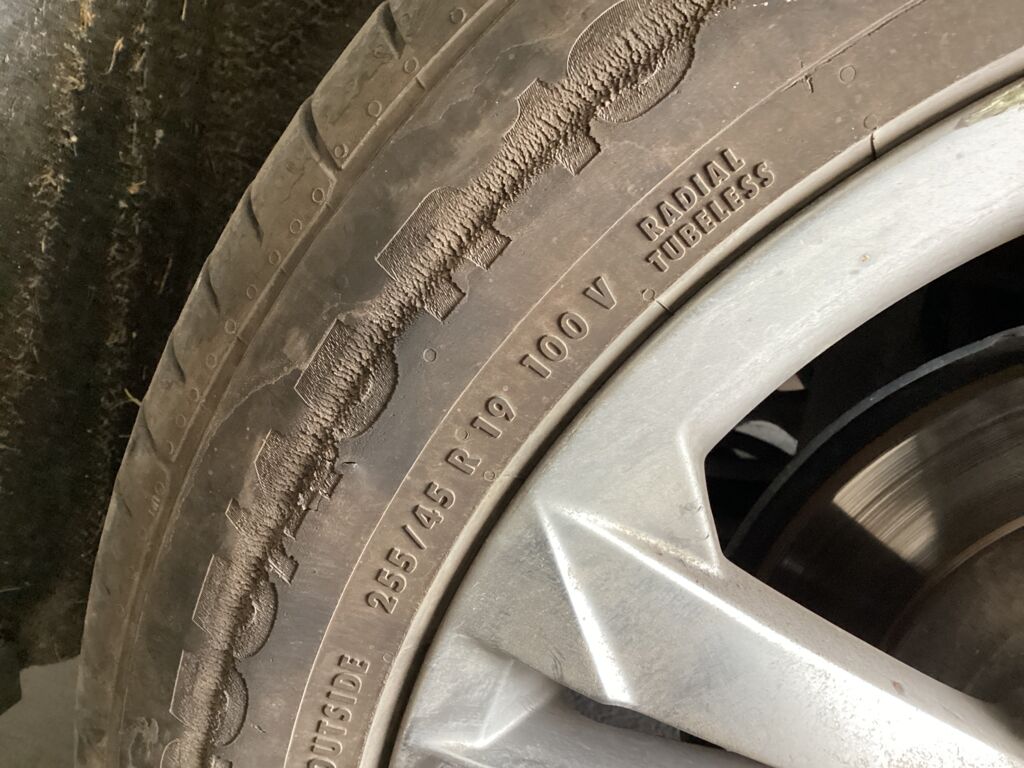 RADIAL
TUBELESS
OUTSIDE 255/45 R 19 100 V